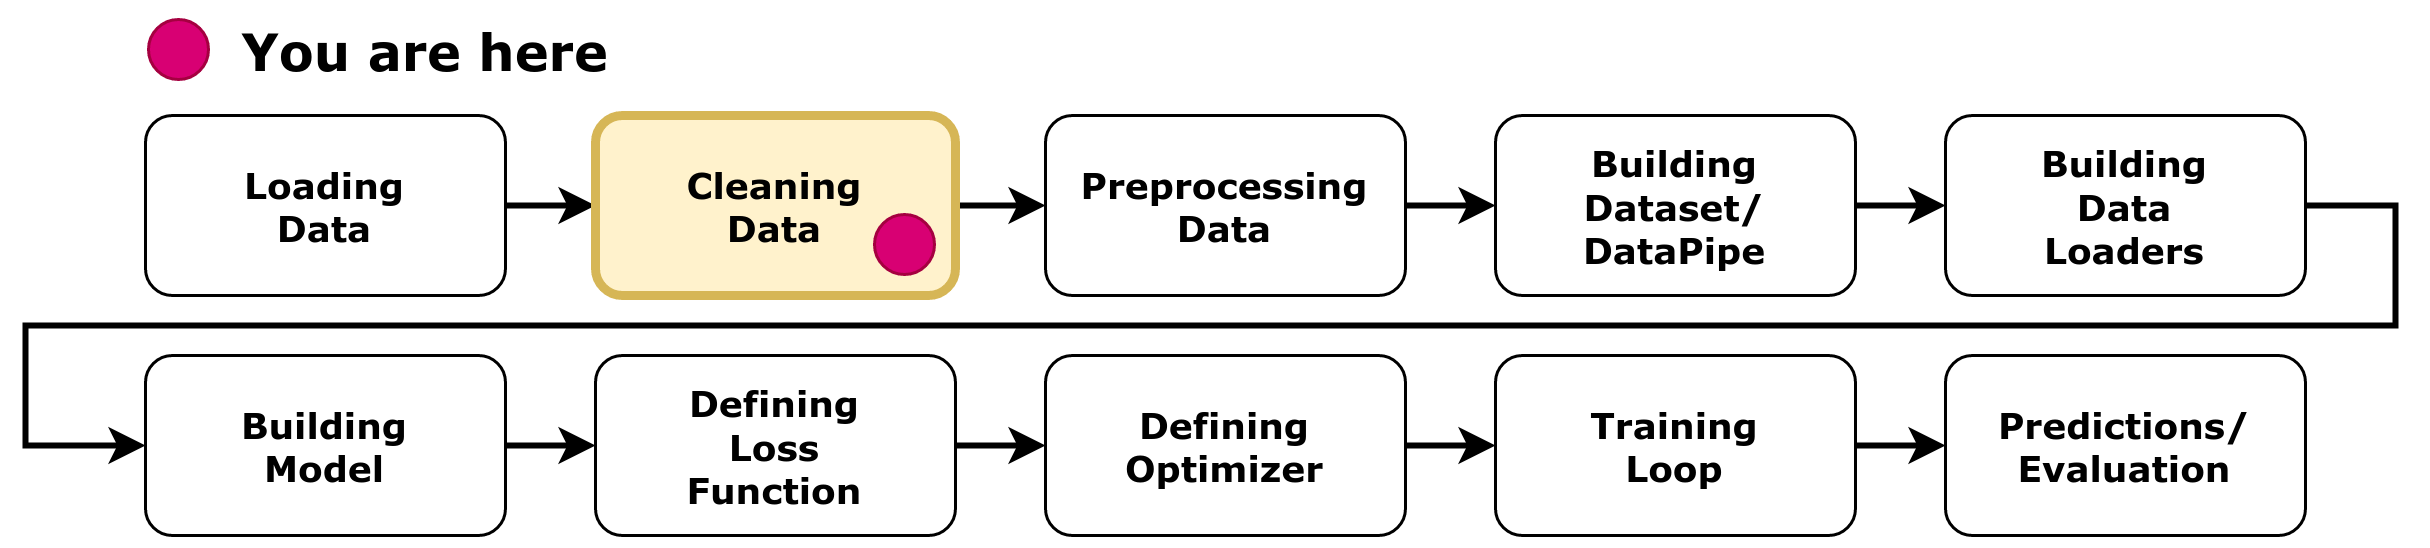 You are here
Loading
Data
Cleaning
Data
Preprocessing
Data
Building
Dataset/
DataPipe
Building
Data
Loaders
Building
Model
Defining
Loss
Function
Defining
Optimizer
Training
Loop
Predictions/
Evaluation